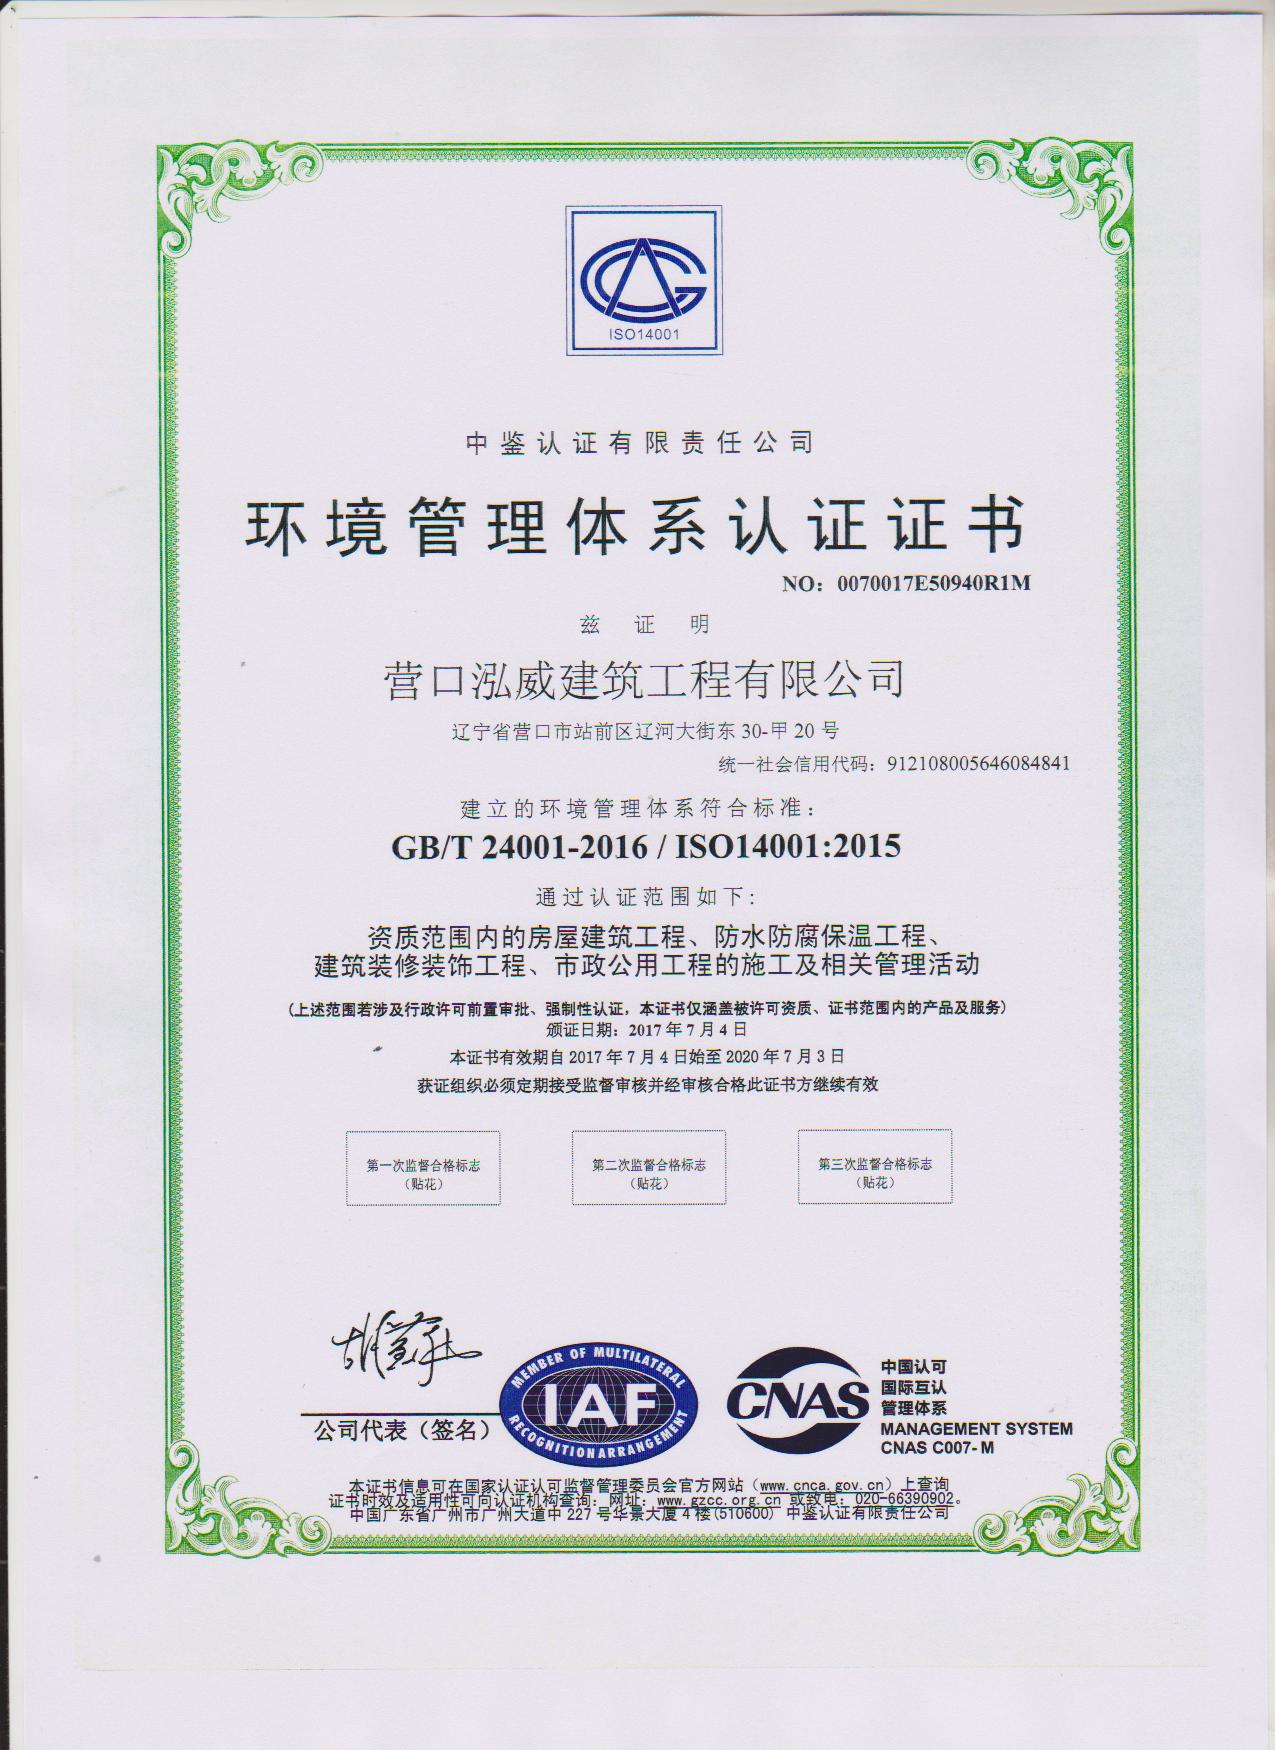 ISO14001
中鉴认证有限责任公司
环境管理体系认证证书
NO：0070017E50940R1M
兹 证 明
营口泓威建筑工程有限公司
辽宁省营口市站前区辽河大街东 30-甲 20 号
统一社会信用代码：912108005646084841
建立的环境管理体系符合标准：
GB/T 24001-2016 / ISO14001:2015
通过认证范围如下：
资质范围内的房屋建筑工程、防水防腐保温工程、
建筑装修装饰工程、市政公用工程的施工及相关管理活动
（上述范围若涉及行政许可前置审批、强制性认证，本证书仅涵盖被许可资质、证书范围内的产品及服务）
颁证日期：2017 年 7 月 4 日
本证书有效期自 2017 年 7 月 4 日始至 2020 年 7 月 3 日
获证组织必须定期接受监督审核并经审核合格此证书方继续有效
第一次监督合格标志
（贴花）
第二次监督合格标志
（贴花）
第三次监督合格标志
（贴花）
公司代表（签名）
MEMBER OF MULTILATERAL
IAF
RECOGNITION ARRANGEMENT
CNAS
中国认可
国际互认
管理体系
MANAGEMENT SYSTEM
CNAS C007-M
本证书信息可在国家认证认可监督管理委员会官方网站（www.cnca.gov.cn）上查询
证书时效及适用性可向认证机构查询：网址：www.gzcc.org.cn 或致电：020-66390902。
中国广东省广州市广州大道中 227 号华景大厦 4 楼(510600) 中鉴认证有限责任公司